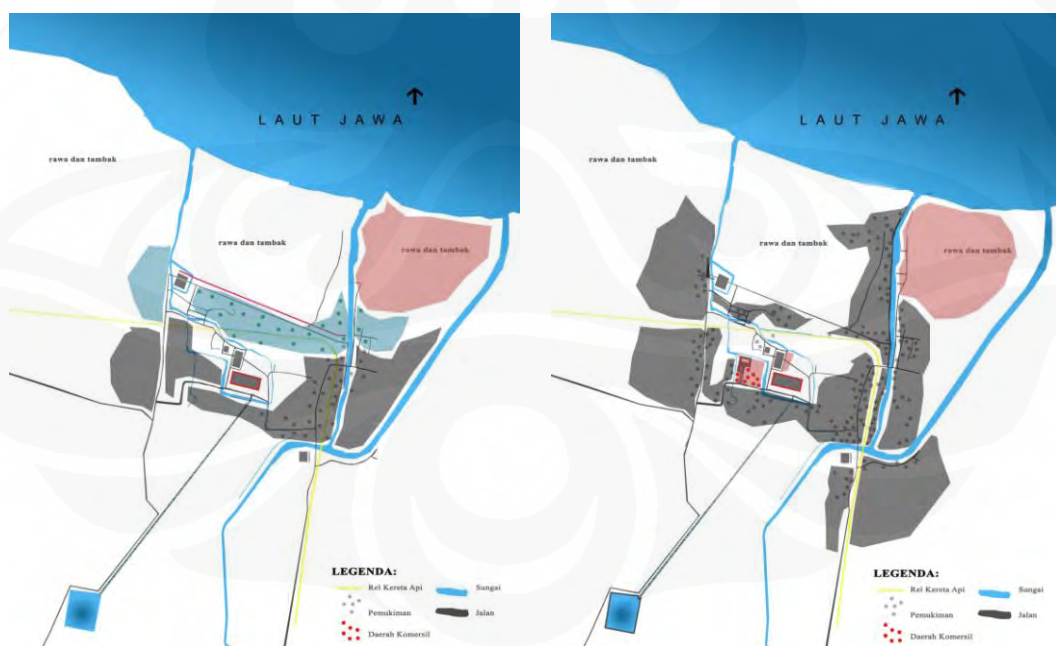 LAUT JAWA
rawa dan tambak
rawa dan tambak
rawa dan tambak
LEGENDA:
Rel Kereta Api
Sungai
Pemukiman
Jalan
Daerah Komersil
LAUT JAWA
rawa dan tambak
rawa dan tambak
rawa dan tambak
LEGENDA:
Rel Kereta Api
Sungai
Pemukiman
Jalan
Daerah Komersil